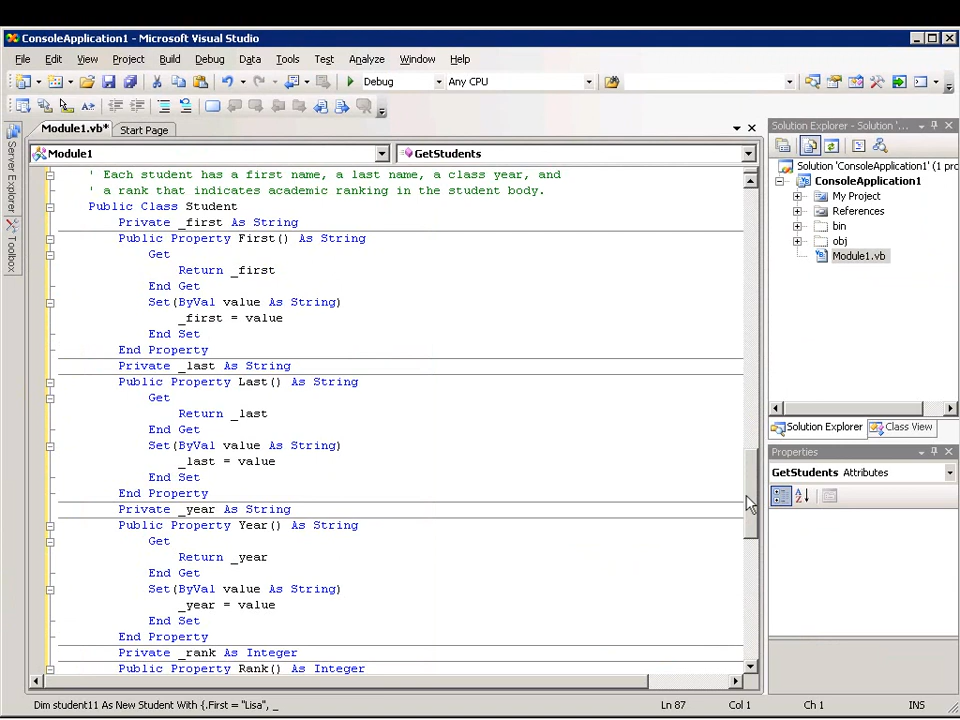 ConsoleApplication1 - Microsoft Visual Studio
File Edit View Project Build Debug Data Tools Test Analyze Window Help
Debug Any CPU
Module1.vb* Start Page
Module1 GetStudents
' Each student has a first name, a last name, a class year, and
' a rank that indicates academic ranking in the student body.
Public Class Student
Private _first As String
Public Property First() As String
Get
Return _first
End Get
Set(ByVal value As String)
_first = value
End Set
End Property
Private _last As String
Public Property Last() As String
Get
Return _last
End Get
Set(ByVal value As String)
_last = value
End Set
End Property
Private _year As String
Public Property Year() As String
Get
Return _year
End Get
Set(ByVal value As String)
_year = value
End Set
End Property
Private _rank As Integer
Public Property Rank() As Integer
Server Explorer
Toolbox
Solution Explorer - Solution '...
Solution 'ConsoleApplication1' (1 pro
ConsoleApplication1
My Project
References
bin
obj
Module1.vb
Solution Explorer Class View
Properties
GetStudents Attributes
Dim student11 As New Student With {.First = "Lisa", _
Ln 87 Col 1 Ch 1 INS